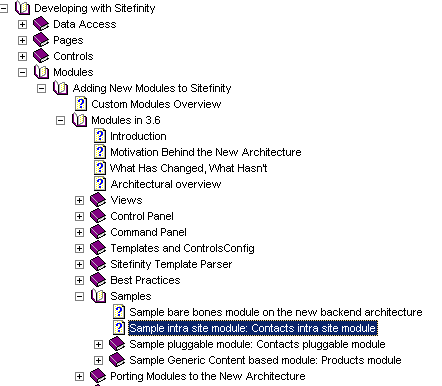 Developing with Sitefinity
Data Access
Pages
Controls
Modules
Adding New Modules to Sitefinity
Custom Modules Overview
Modules in 3.6
Introduction
Motivation Behind the New Architecture
What Has Changed, What Hasn't
Architectural overview
Views
Control Panel
Command Panel
Templates and ControlsConfig
Sitefinity Template Parser
Best Practices
Samples
Sample bare bones module on the new backend architecture
Sample intra site module: Contacts intra site module
Sample pluggable module: Contacts pluggable module
Sample Generic Content based module: Products module
Porting Modules to the New Architecture